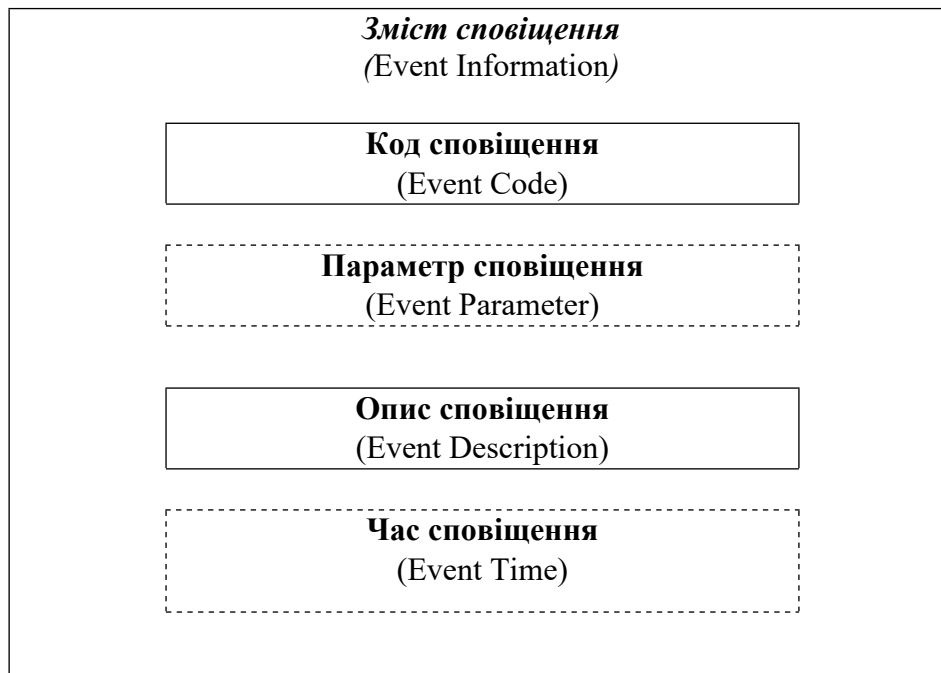 Зміст сповіщення
(Event Information)
Код сповіщення
(Event Code)
Параметр сповіщення
(Event Parameter)
Опис сповіщення
(Event Description)
Час сповіщення
(Event Time)